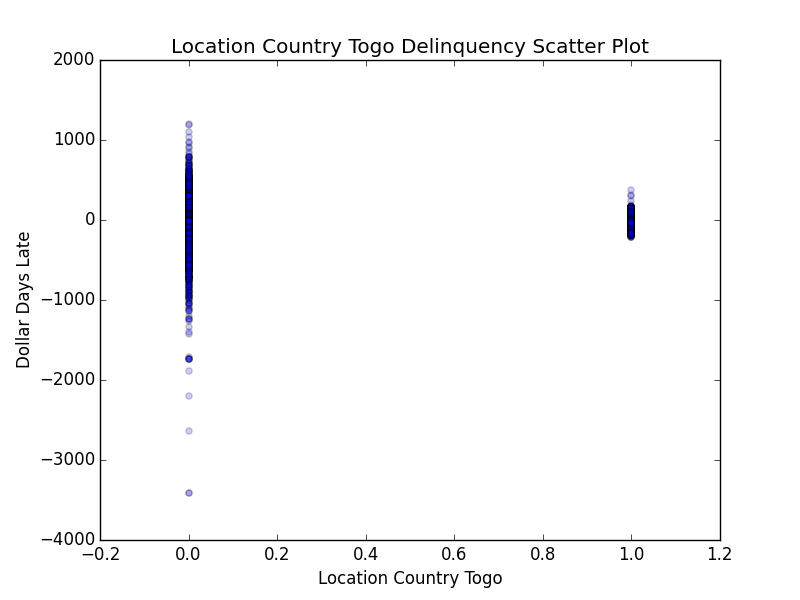 Location Country Togo Delinquency Scatter Plot
2000
1000
0
−1000
−2000
−3000
−4000
Dollar Days Late
−0.2 0.0 0.2 0.4 0.6 0.8 1.0 1.2
Location Country Togo